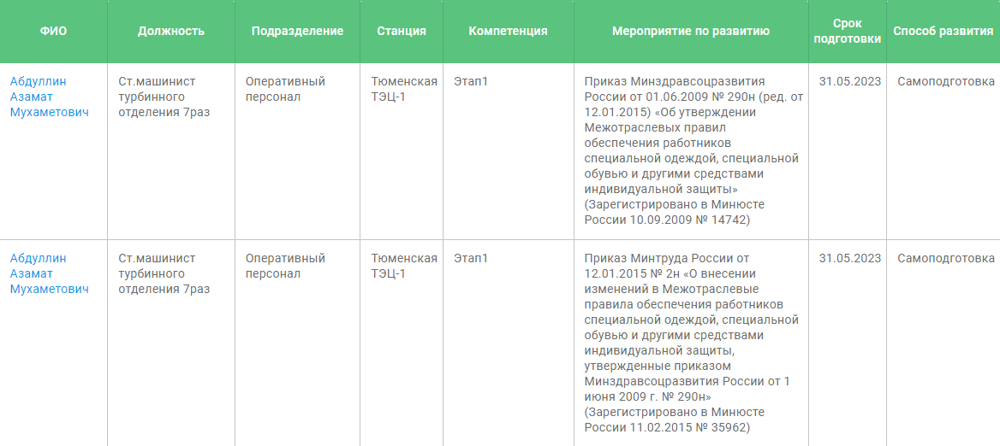 ФИО
Должность
Подразделение
Станция
Компетенция
Мероприятие по развитию
Срок
подготовки
Способ развития
Абдуллин
Азамат
Мухаметович
Ст.машинист
турбинного
отделения 7раз
Оперативный
персонал
Тюменская
ТЭЦ-1
Этап1
Приказ Минздравсоцразвития
России от 01.06.2009 № 290н (ред. от
12.01.2015) «Об утверждении
Межотраслевых правил
обеспечения работников
специальной одеждой, специальной
обувью и другими средствами
индивидуальной защиты»
(Зарегистрировано в Минюсте
России 10.09.2009 № 14742)
31.05.2023
Самоподготовка
Абдуллин
Азамат
Мухаметович
Ст.машинист
турбинного
отделения 7раз
Оперативный
персонал
Тюменская
ТЭЦ-1
Этап1
Приказ Минтруда России от
12.01.2015 № 2н «О внесении
изменений в Межотраслевые
правила обеспечения работников
специальной одеждой, специальной
обувью и другими средствами
индивидуальной защиты,
утвержденные приказом
Минздравсоцразвития России от 1
июня 2009 г. № 290н»
(Зарегистрировано в Минюсте
России 11.02.2015 № 35962)
31.05.2023
Самоподготовка